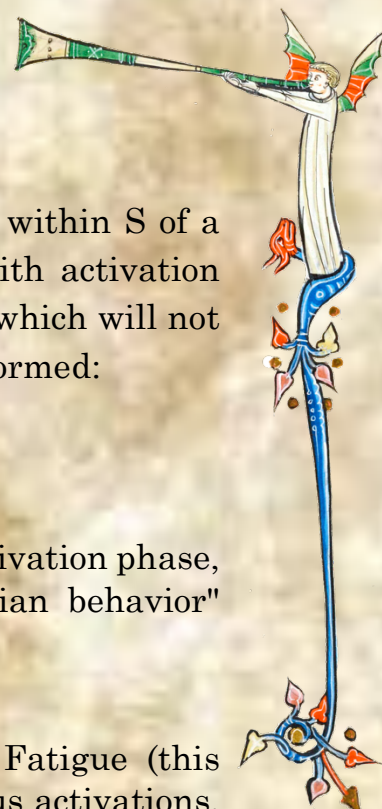 within S of a
ith activation
which will not
ormed:
ivation phase,
ian behavior"
Fatigue (this
us activations.